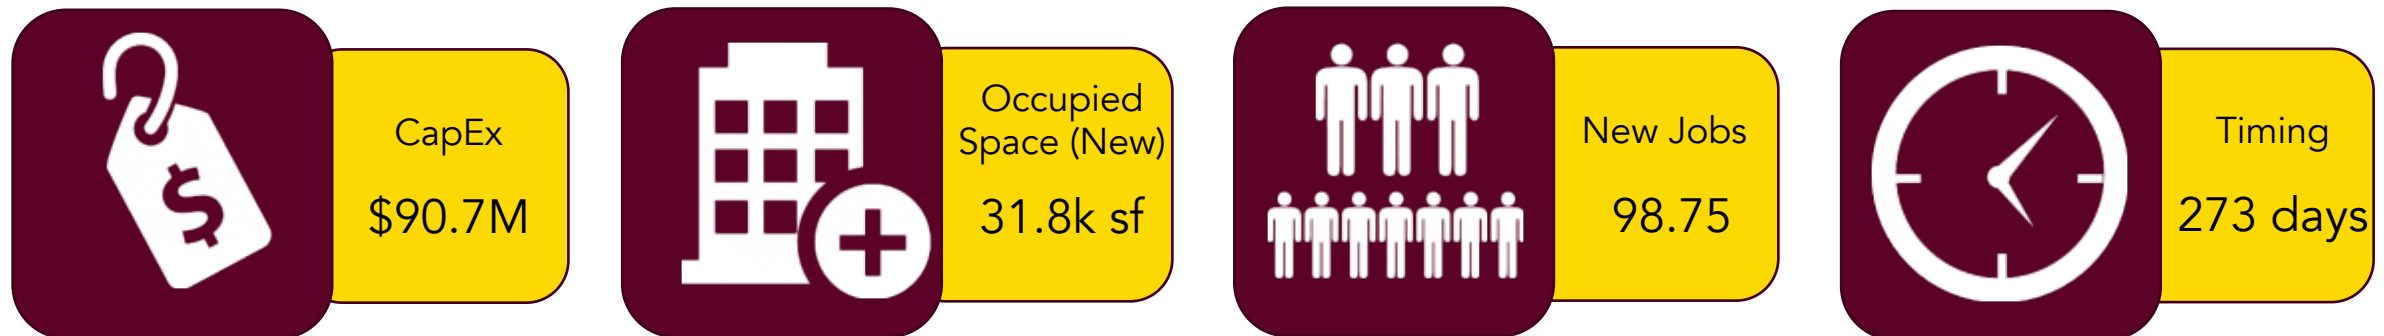 CapEx
$90.7M
Occupied
Space (New)
31.8k sf
New Jobs
98.75
Timing
273 days
$